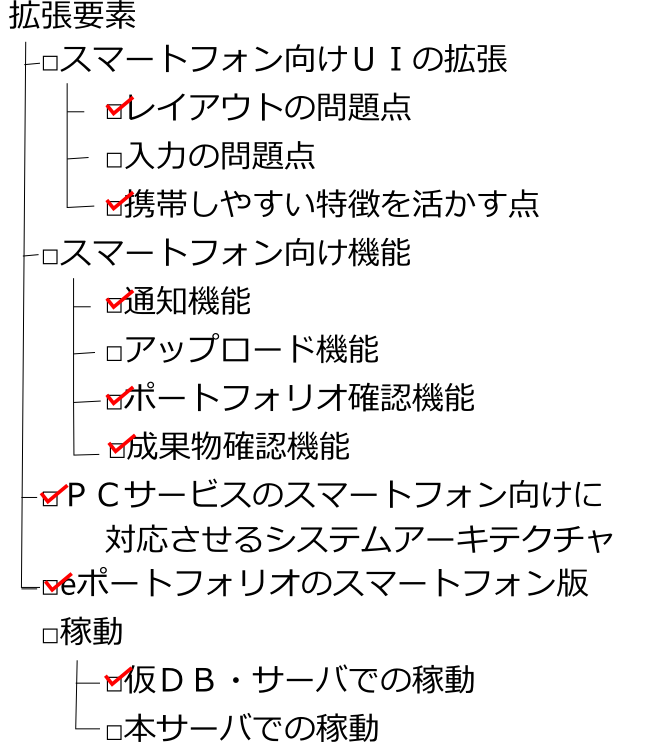 拡張要素
□スマートフォン向けＵＩの拡張
□レイアウトの問題点
□入力の問題点
□携帯しやすい特徴を活かす点
□スマートフォン向け機能
□通知機能
□アップロード機能
□ポートフォリオ確認機能
□成果物確認機能
□ＰＣサービスのスマートフォン向けに
対応させるシステムアーキテクチャ
□eポートフォリオのスマートフォン版
□稼動
□仮ＤＢ・サーバでの稼動
□本サーバでの稼動